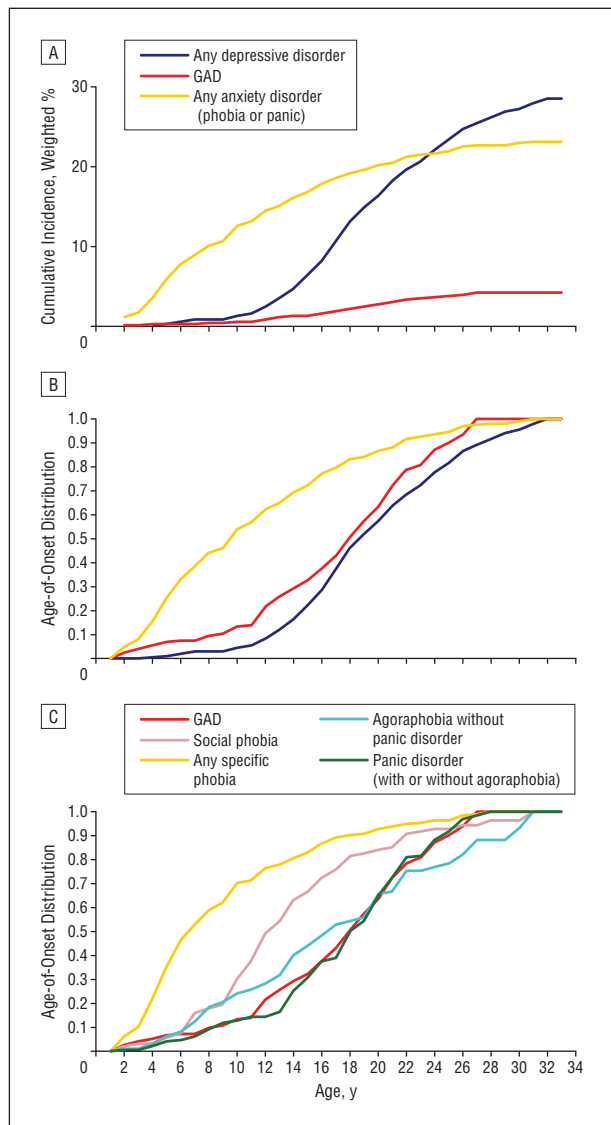 A
Any depressive disorder
GAD
Any anxiety disorder
(phobia or panic)
Cumulative Incidence, Weighted %
30
20
10
0
B
Age-of-Onset Distribution
1.0
0.9
0.8
0.7
0.6
0.5
0.4
0.3
0.2
0.1
0
C
GAD
Social phobia
Any specific
phobia
Agoraphobia without
panic disorder
Panic disorder
(with or without agoraphobia)
Age-of-Onset Distribution
1.0
0.9
0.8
0.7
0.6
0.5
0.4
0.3
0.2
0.1
0 2 4 6 8 10 12 14 16 18 20 22 24 26 28 30 32 34
Age, y